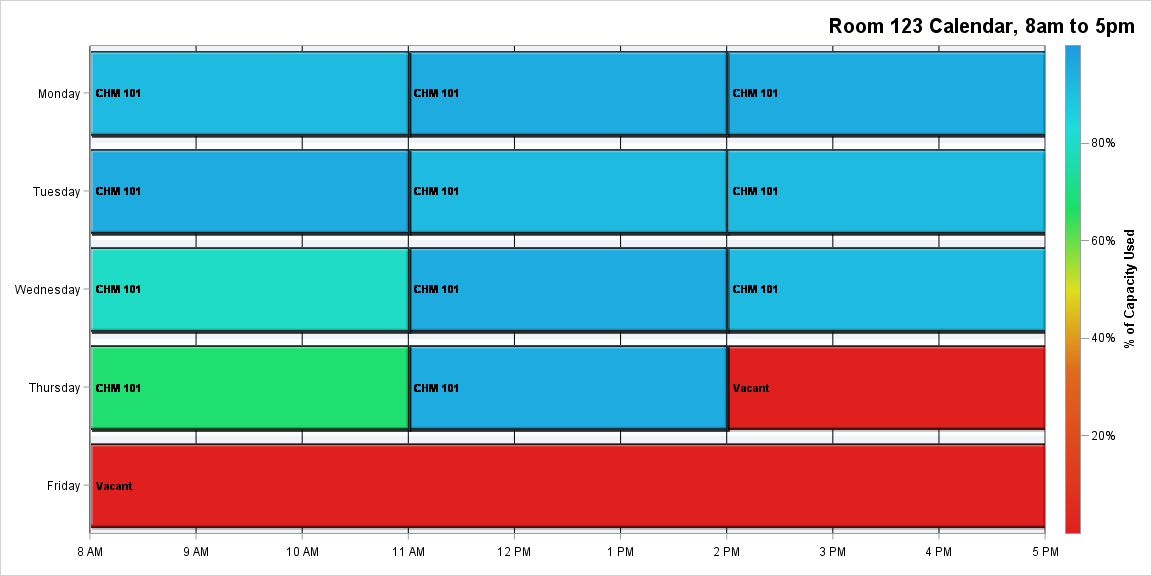 Room 123 Calendar, 8am to 5pm
Monday
CHM 101
CHM 101
CHM 101
Tuesday
CHM 101
CHM 101
CHM 101
Wednesday
CHM 101
CHM 101
CHM 101
Thursday
CHM 101
CHM 101
Vacant
Friday
Vacant
8 AM
9 AM
10 AM
11 AM
12 PM
1 PM
2 PM
3 PM
4 PM
5 PM
80%
60%
40%
20%
% of Capacity Used